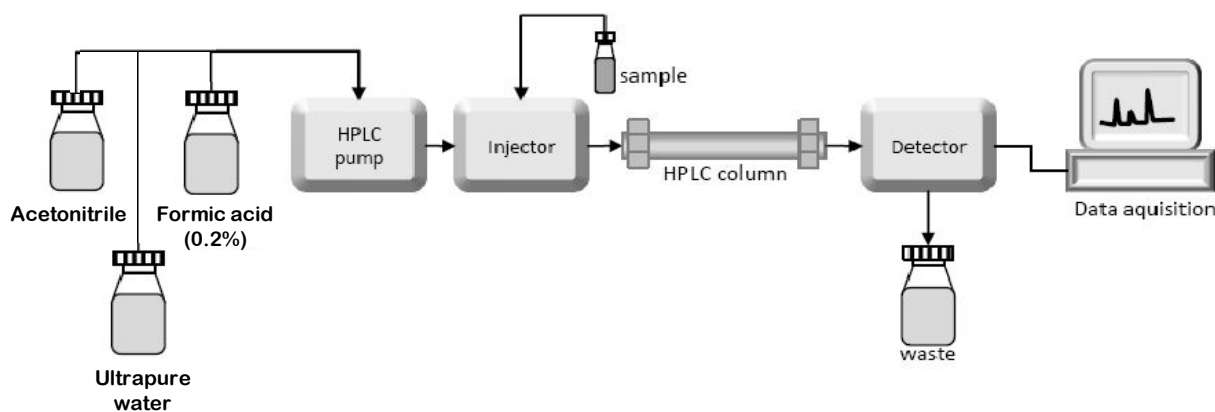 sample
HPLC
pump
Injector
HPLC column
Detector
Data aquisition
Acetonitrile
Formic acid
(0.2%)
Ultrapure
water
waste